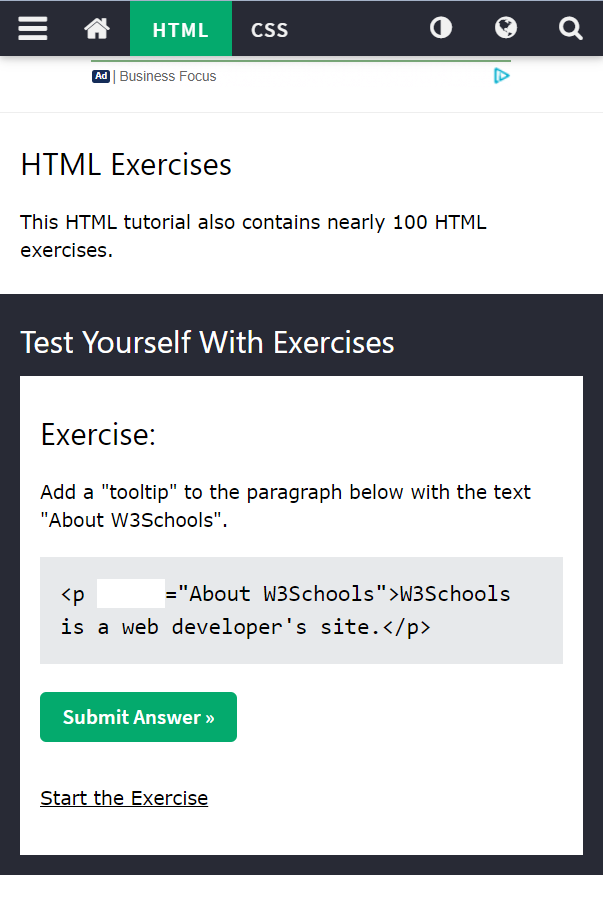 HTML CSS
Ad | Business Focus
HTML Exercises
This HTML tutorial also contains nearly 100 HTML
exercises.
Test Yourself With Exercises
Exercise:
Add a "tooltip" to the paragraph below with the text
"About W3Schools".
<p ="About W3Schools">W3Schools
is a web developer's site.</p>
Submit Answer »
Start the Exercise